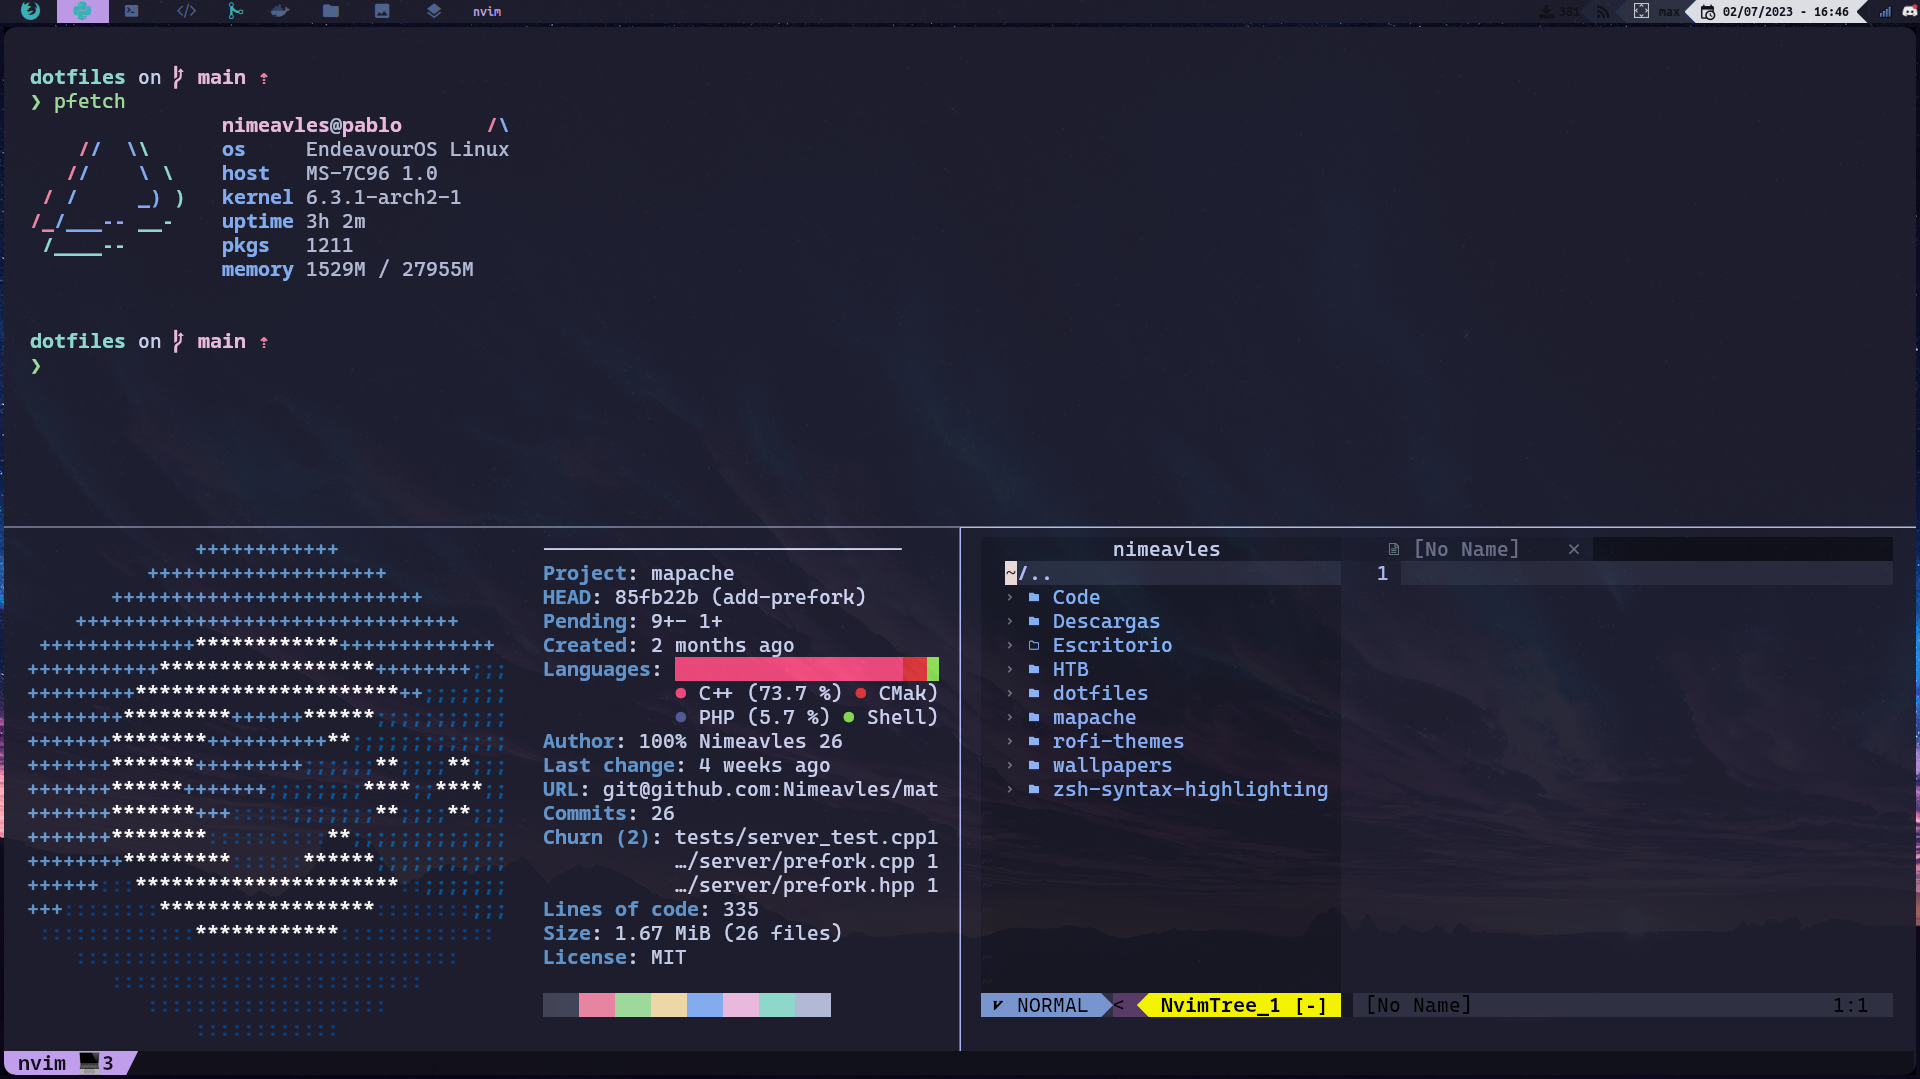 nvim
381
max
02/07/2023 - 16:46
dotfiles on main ⇡
❯ pfetch
nimeavles@pablo
os EndeavourOS Linux
host MS-7C96 1.0
kernel 6.3.1-arch2-1
uptime 3h 2m
pkgs 1211
memory 1529M / 27955M
dotfiles on main ⇡
❯
Project: mapache
HEAD: 85fb22b (add-prefork)
Pending: 9+- 1+
Created: 2 months ago
Languages:
● C++ (73.7 %) ● CMak)
● PHP (5.7 %) ● Shell)
Author: 100% Nimeavles 26
Last change: 4 weeks ago
URL: git@github.com:Nimeavles/mat
Commits: 26
Churn (2): tests/server_test.cpp1
…/server/prefork.cpp 1
…/server/prefork.hpp 1
Lines of code: 335
Size: 1.67 MiB (26 files)
License: MIT
nimeavles
~/..
Code
Descargas
Escritorio
HTB
dotfiles
mapache
rofi-themes
wallpapers
zsh-syntax-highlighting
[No Name] ×
1
NORMAL < NvimTree_1 [-]
[No Name] 1:1
nvim 3